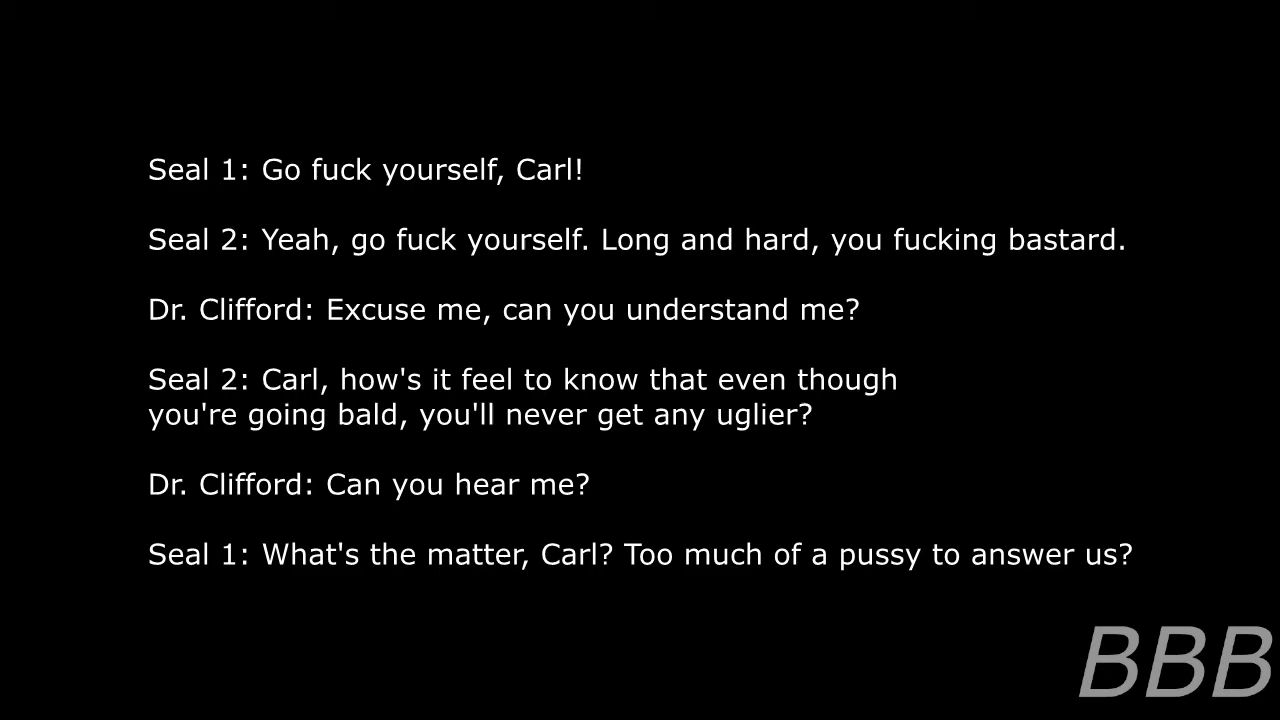 Seal 1: Go fuck yourself, Carl!
Seal 2: Yeah, go fuck yourself. Long and hard, you fucking bastard.
Dr. Clifford: Excuse me, can you understand me?
Seal 2: Carl, how's it feel to know that even though
you're going bald, you'll never get any uglier?
Dr. Clifford: Can you hear me?
Seal 1: What's the matter, Carl? Too much of a pussy to answer us?
BBB